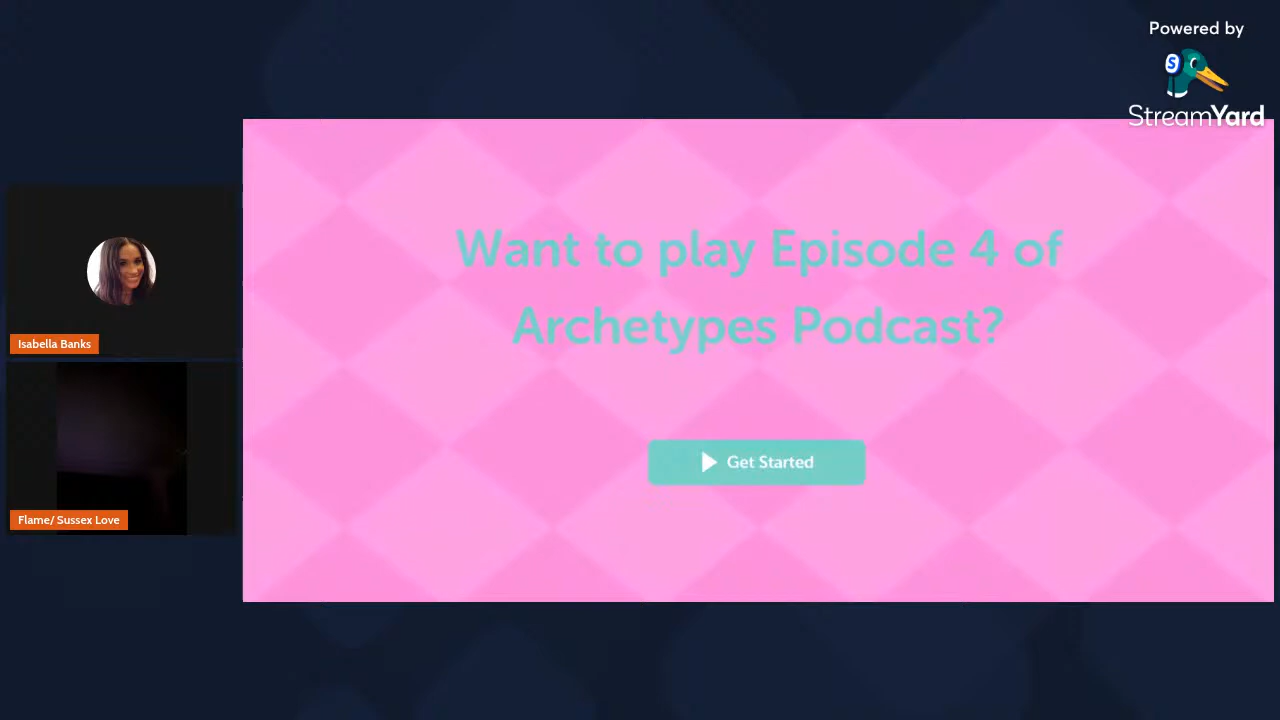 Powered by
S
StreamYard
Want to play Episode 4 of
Archetypes Podcast?
Get Started
Isabella Banks
Flame/ Sussex Love